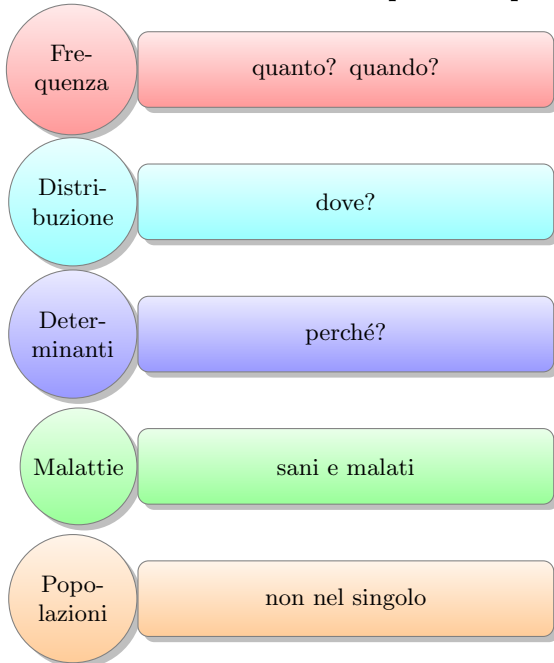 Fre-
quenza
quanto? quando?
Distri-
buzione
dove?
Deter-
minanti
perché?
Malattie
sani e malati
Popo-
lazioni
non nel singolo